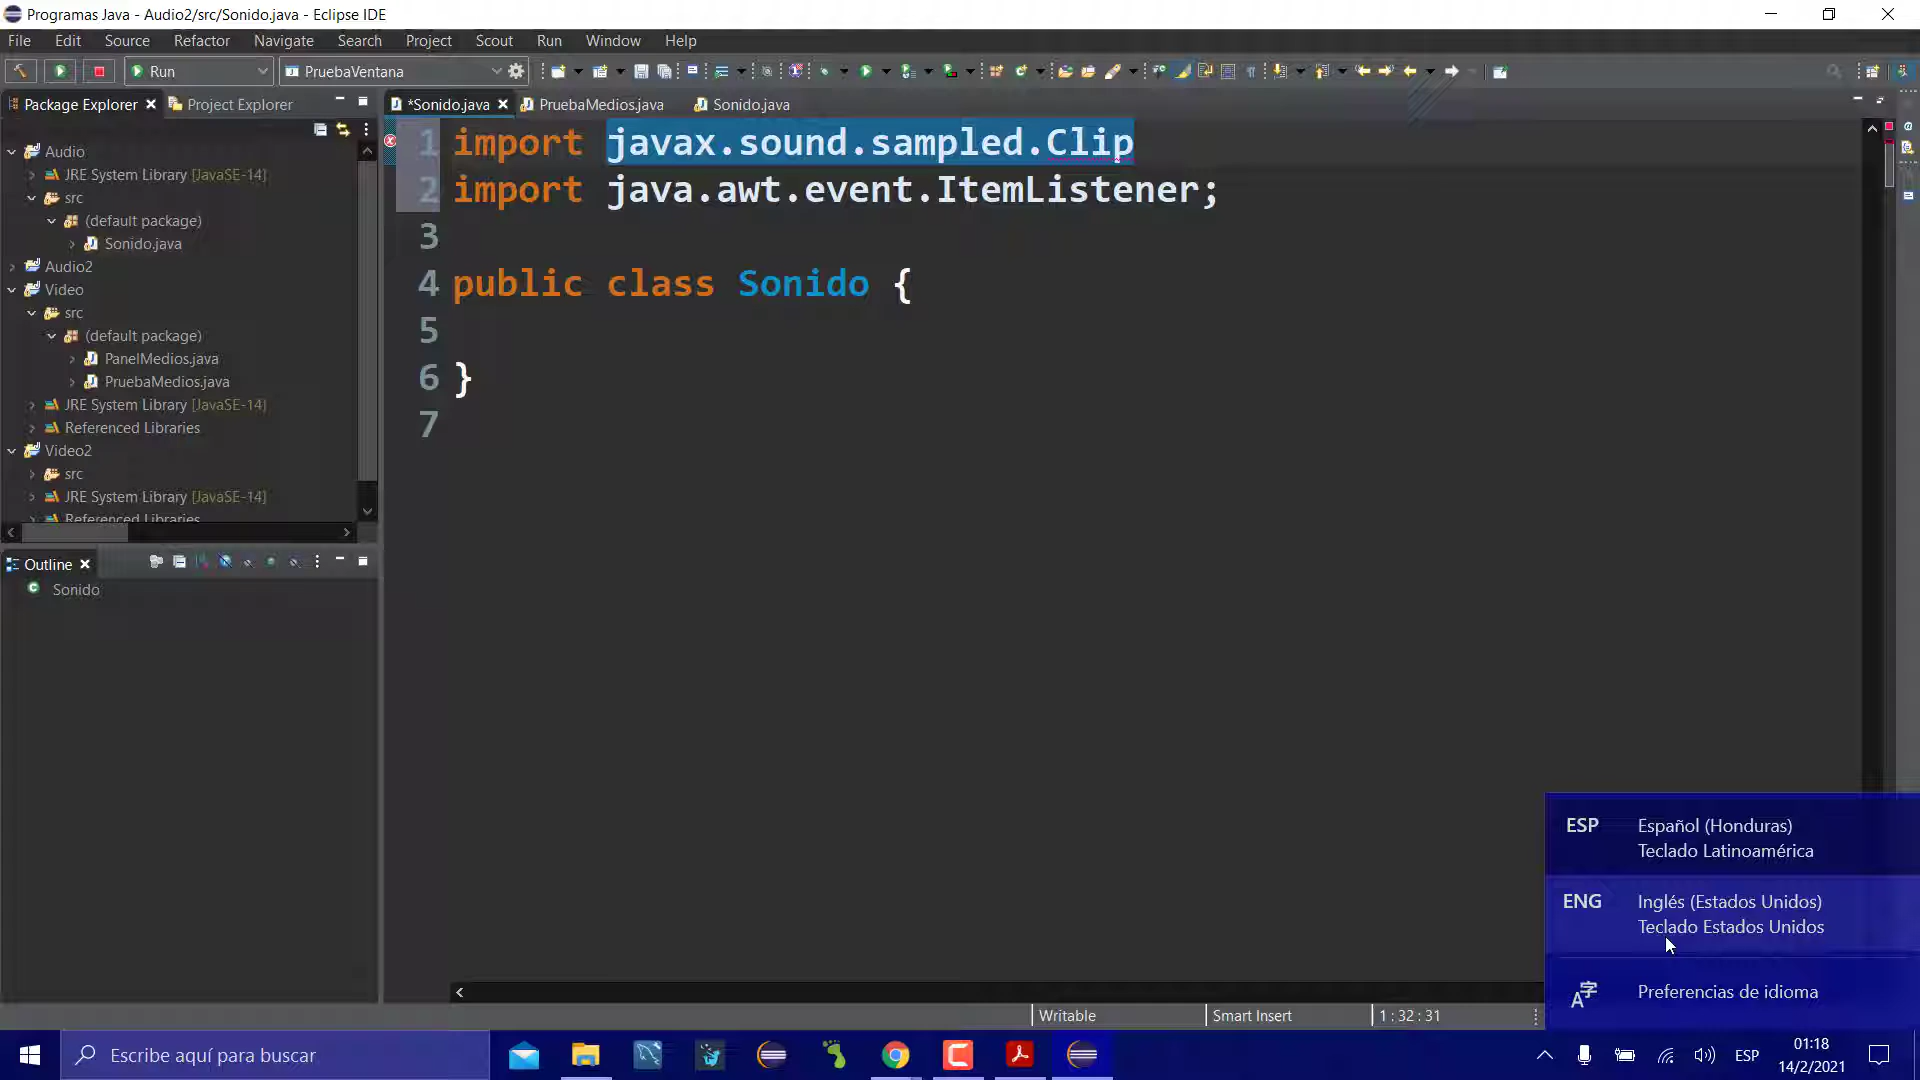 Programas Java - Audio2/src/Sonido.java - Eclipse IDE
File Edit Source Refactor Navigate Search Project Scout Run Window Help
Run PruebaVentana
Package Explorer Project Explorer
*Sonido.java PruebaMedios.java Sonido.java
Audio
JRE System Library [JavaSE-14]
src
(default package)
Sonido.java
Audio2
Video
src
(default package)
PanelMedios.java
PruebaMedios.java
JRE System Library [JavaSE-14]
Referenced Libraries
Video2
src
JRE System Library [JavaSE-14]
Referenced Libraries
Outline
Sonido
1 import javax.sound.sampled.Clip
2 import java.awt.event.ItemListener;
3
4 public class Sonido {
5
6 }
7
ESP Español (Honduras)
Teclado Latinoamérica
ENG Inglés (Estados Unidos)
Teclado Estados Unidos
Preferencias de idioma
Writable Smart Insert 1 : 32 : 31
Escribe aquí para buscar
ESP
01:18
14/2/2021